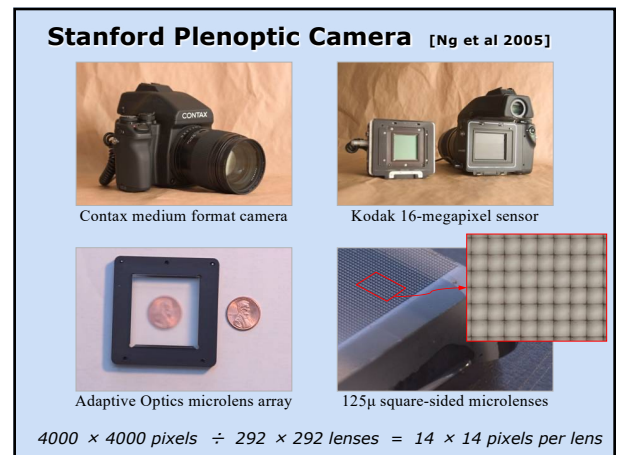 Stanford Plenoptic Camera [Ng et al 2005]
CONTAX
Contax medium format camera
Kodak 16-megapixel sensor
Adaptive Optics microlens array
125μ square-sided microlenses
4000 × 4000 pixels ÷ 292 × 292 lenses = 14 × 14 pixels per lens